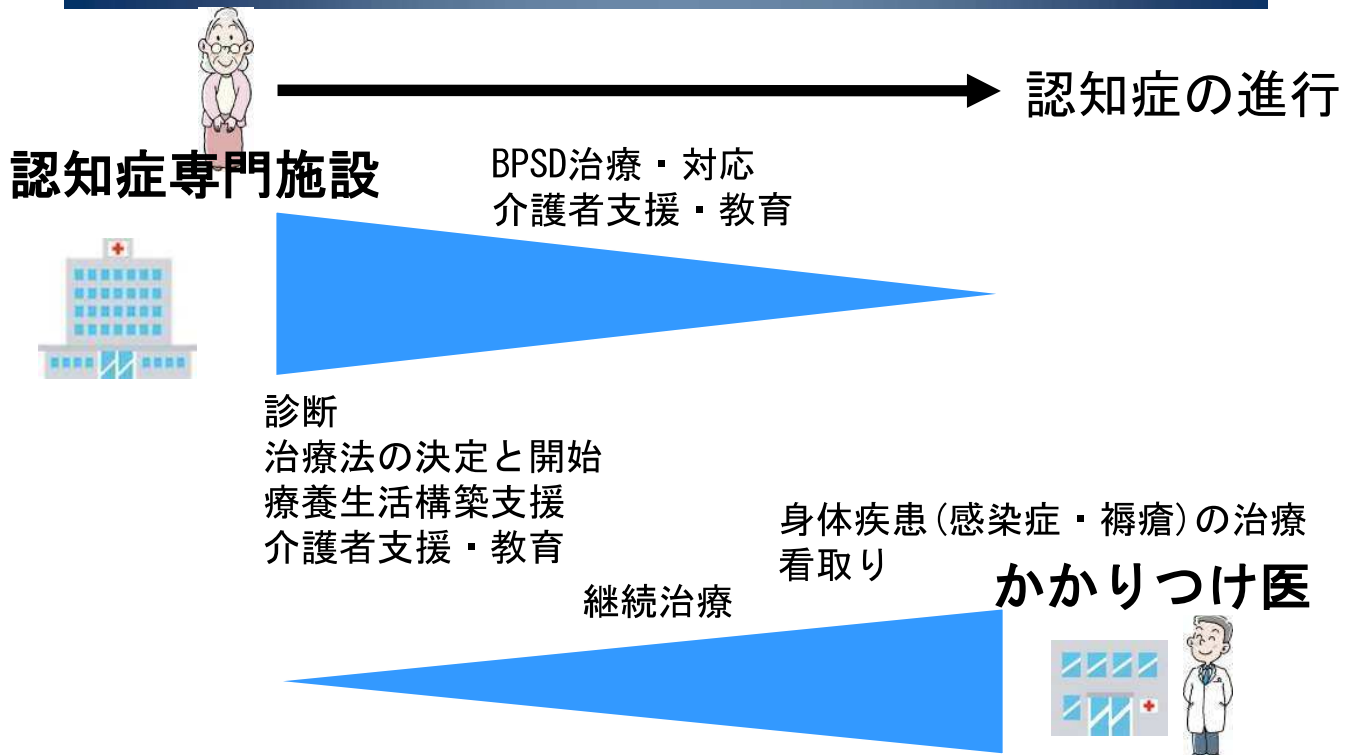 認知症の進行
認知症専門施設
BPSD治療・対応
介護者支援・教育
診断
治療法の決定と開始
療養生活構築支援
介護者支援・教育
身体疾患(感染症・褥瘡)の治療
看取り
かかりつけ医
継続治療